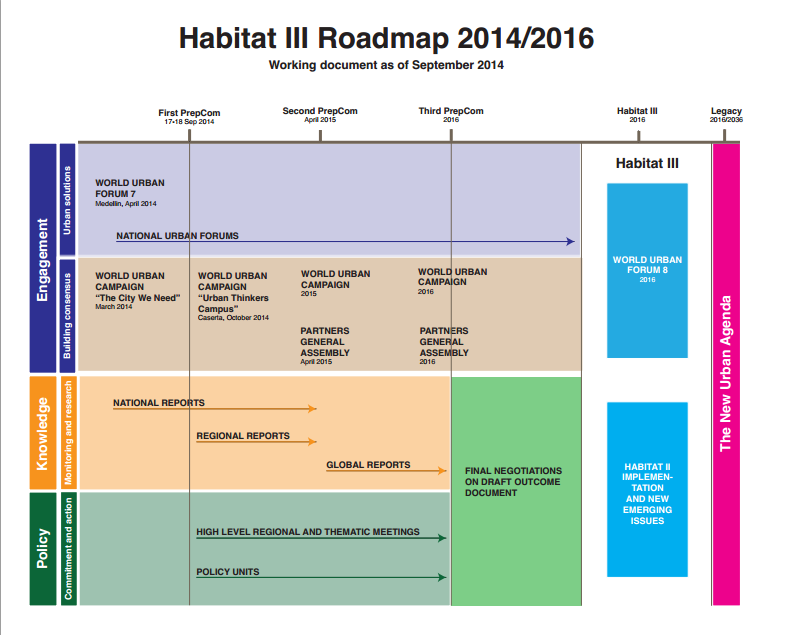 Habitat III Roadmap 2014/2016
Working document as of September 2014
First PrepCom
17-18 Sep 2014
Second PrepCom
April 2015
Third PrepCom
2016
Habitat III
2016
Legacy
2016/2036
Engagement
Urban solutions
WORLD URBAN
FORUM 7
Medellin, April 2014
NATIONAL URBAN FORUMS
Building consensus
WORLD URBAN
CAMPAIGN
“The City We Need”
March 2014
WORLD URBAN
CAMPAIGN
“Urban Thinkers
Campus”
Caserta, October 2014
WORLD URBAN
CAMPAIGN
2015
PARTNERS
GENERAL
ASSEMBLY
April 2015
WORLD URBAN
CAMPAIGN
2016
PARTNERS
GENERAL
ASSEMBLY
2016
Knowledge
Monitoring and research
NATIONAL REPORTS
REGIONAL REPORTS
GLOBAL REPORTS
Policy
Commitment and action
HIGH LEVEL REGIONAL AND THEMATIC MEETINGS
POLICY UNITS
FINAL NEGOTIATIONS
ON DRAFT OUTCOME
DOCUMENT
Habitat III
WORLD URBAN
FORUM 8
2016
HABITAT II
IMPLEMEN-
TATION
AND NEW
EMERGING
ISSUES
The New Urban Agenda